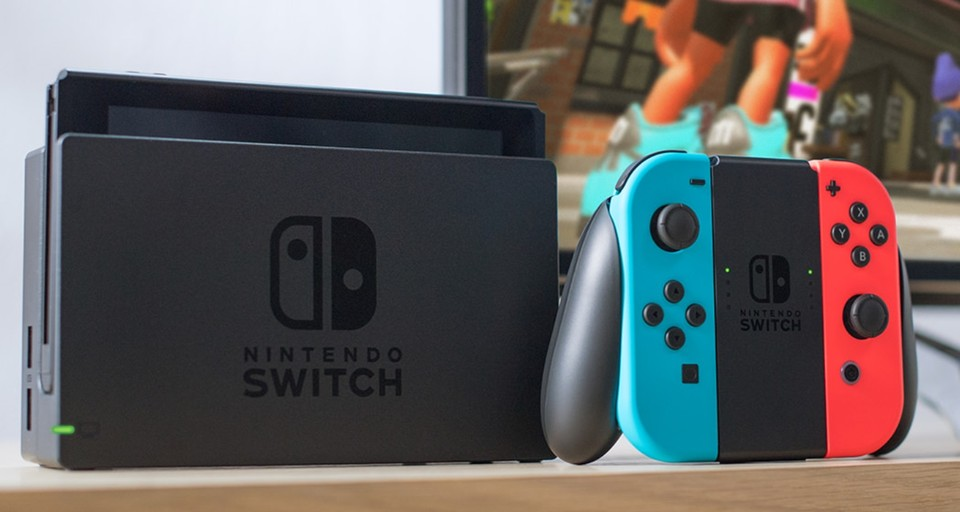 NINTENDO
SWITCH
NINTENDO
SWITCH
X
Y
A
B